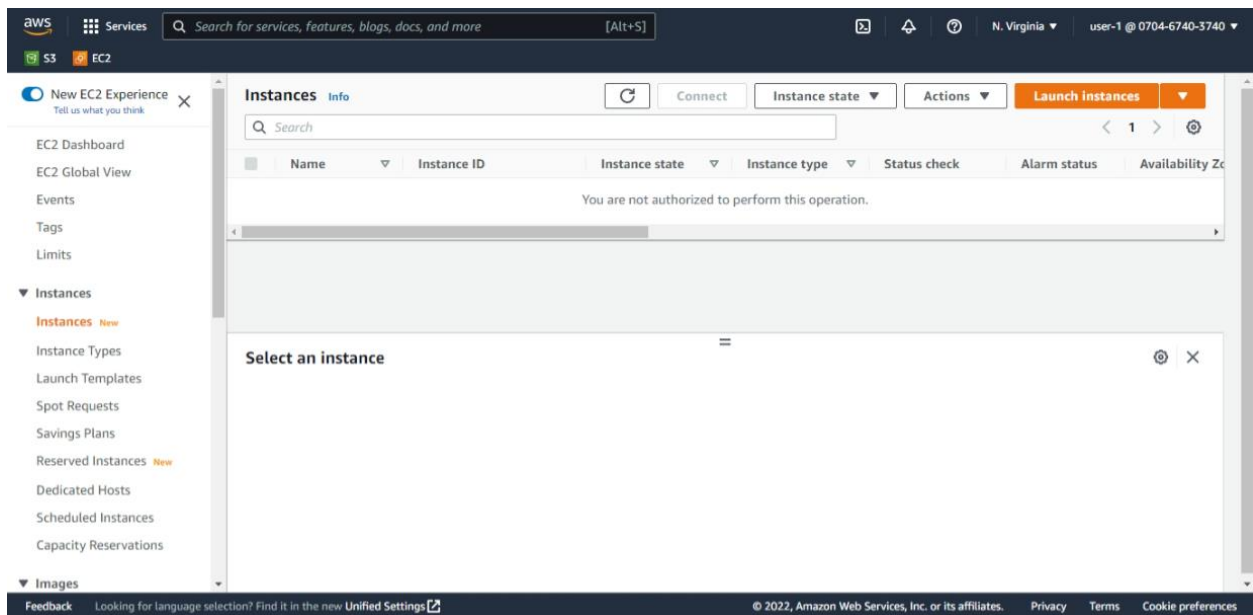 aws Services Search for services, features, blogs, docs, and more [Alt+S] N. Virginia user-1 @ 0704-6740-3740
S3 EC2
New EC2 Experience
Tell us what you think
EC2 Dashboard
EC2 Global View
Events
Tags
Limits
Instances
Instances New
Instance Types
Launch Templates
Spot Requests
Savings Plans
Reserved Instances New
Dedicated Hosts
Scheduled Instances
Capacity Reservations
Images
Instances Info Connect Instance state Actions Launch instances
Search 1
Name Instance ID Instance state Instance type Status check Alarm status Availability Zo
You are not authorized to perform this operation.
Select an instance
Feedback Looking for language selection? Find it in the new Unified Settings © 2022, Amazon Web Services, Inc. or its affiliates. Privacy Terms Cookie preferences